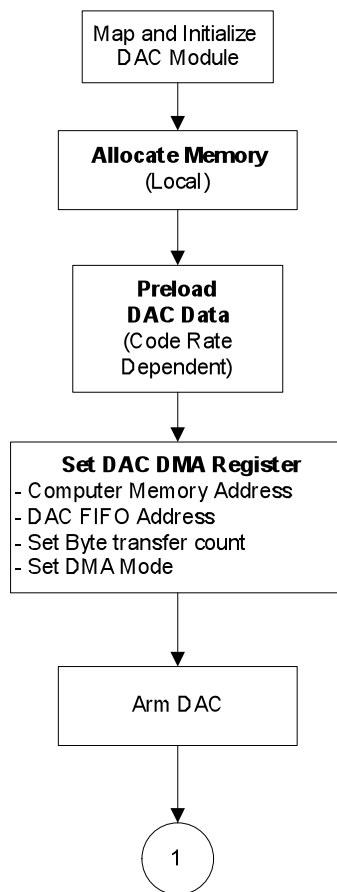 Map and Initialize
DAC Module
Allocate Memory
(Local)
Preload
DAC Data
(Code Rate
Dependent)
Set DAC DMA Register
- Computer Memory Address
- DAC FIFO Address
- Set Byte transfer count
- Set DMA Mode
Arm DAC
1